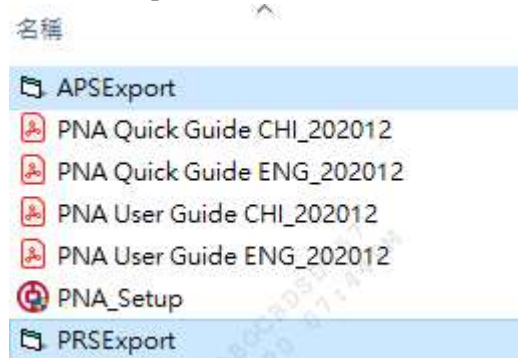 名稱
APSExport
PNA Quick Guide CHI_202012
PNA Quick Guide ENG_202012
PNA User Guide CHI_202012
PNA User Guide ENG_202012
PNA_Setup
PRSExport